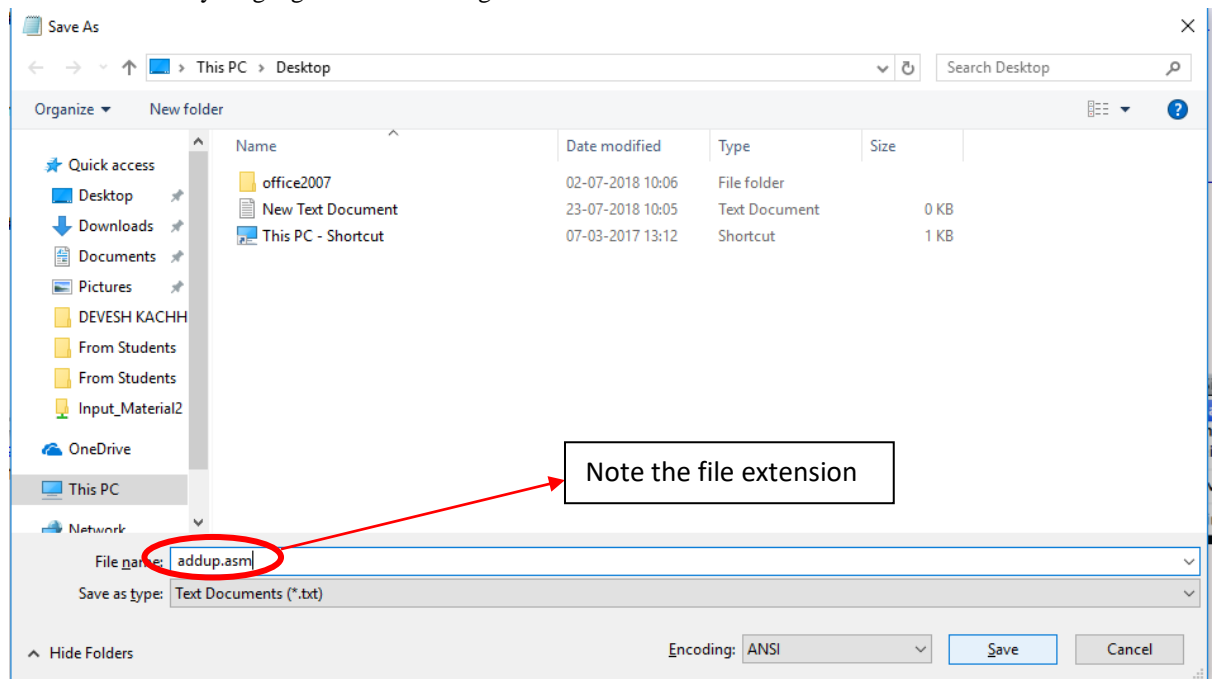 Save As
This PC > Desktop
Search Desktop
Organize
New folder
Name Date modified Type Size
office2007 02-07-2018 10:06 File folder
New Text Document 23-07-2018 10:05 Text Document 0 KB
This PC - Shortcut 07-03-2017 13:12 Shortcut 1 KB
Quick access
Desktop
Downloads
Documents
Pictures
DEVESH KACHH
From Students
From Students
Input_Material2
OneDrive
This PC
Network
Note the file extension
File name: addup.asm
Save as type: Text Documents (*.txt)
Hide Folders
Encoding: ANSI
Save
Cancel